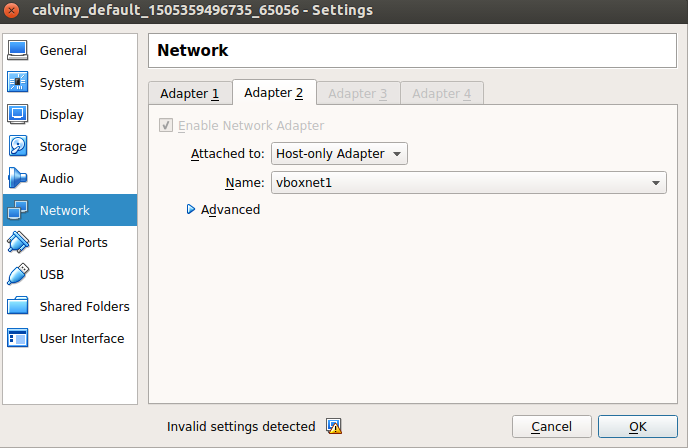 calviny_default_1505359496735_65056 - Settings
General
System
Display
Storage
Audio
Network
Serial Ports
USB
Shared Folders
User Interface
Network
Adapter 1 Adapter 2 Adapter 3 Adapter 4
Enable Network Adapter
Attached to: Host-only Adapter
Name: vboxnet1
Advanced
Invalid settings detected
Cancel OK